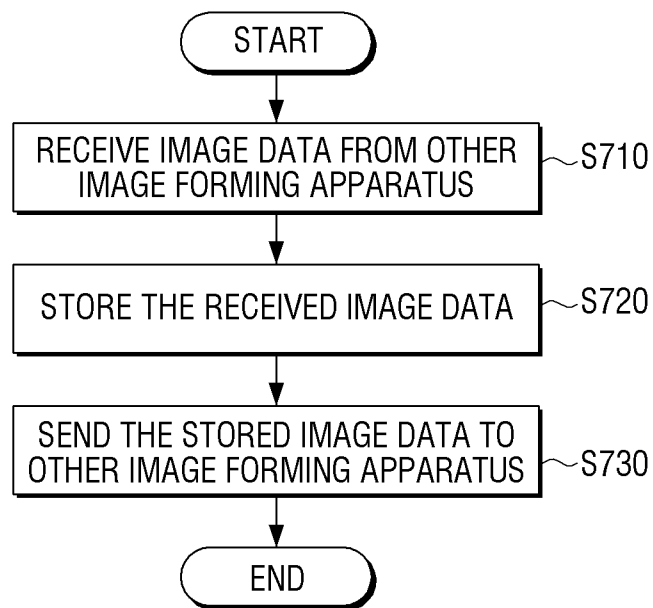 START
RECEIVE IMAGE DATA FROM OTHER
IMAGE FORMING APPARATUS
S710
STORE THE RECEIVED IMAGE DATA
S720
SEND THE STORED IMAGE DATA TO
OTHER IMAGE FORMING APPARATUS
S730
END